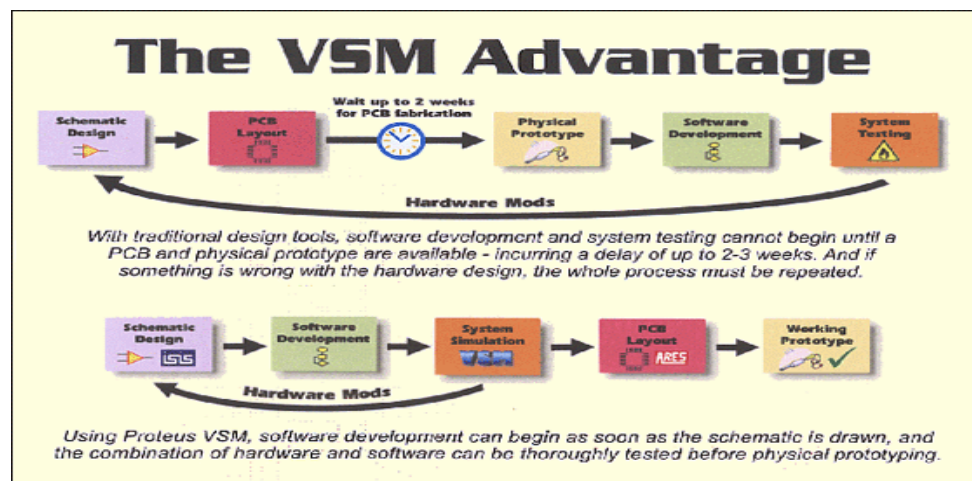 The VSM Advantage
Wait up to 2 weeks
for PCB fabrication
Schematic
Design
PCB
Layout
Physical
Prototype
Software
Development
System
Testing
Hardware Mods
With traditional design tools, software development and system testing cannot begin until a
PCB and physical prototype are available - incurring a delay of up to 2-3 weeks. And if
something is wrong with the hardware design, the whole process must be repeated.
Schematic
Design
ISIS
Software
Development
System
Simulation
VSM
PCB
Layout
ARES
Working
Prototype
Hardware Mods
Using Proteus VSM, software development can begin as soon as the schematic is drawn, and
the combination of hardware and software can be thoroughly tested before physical prototyping.